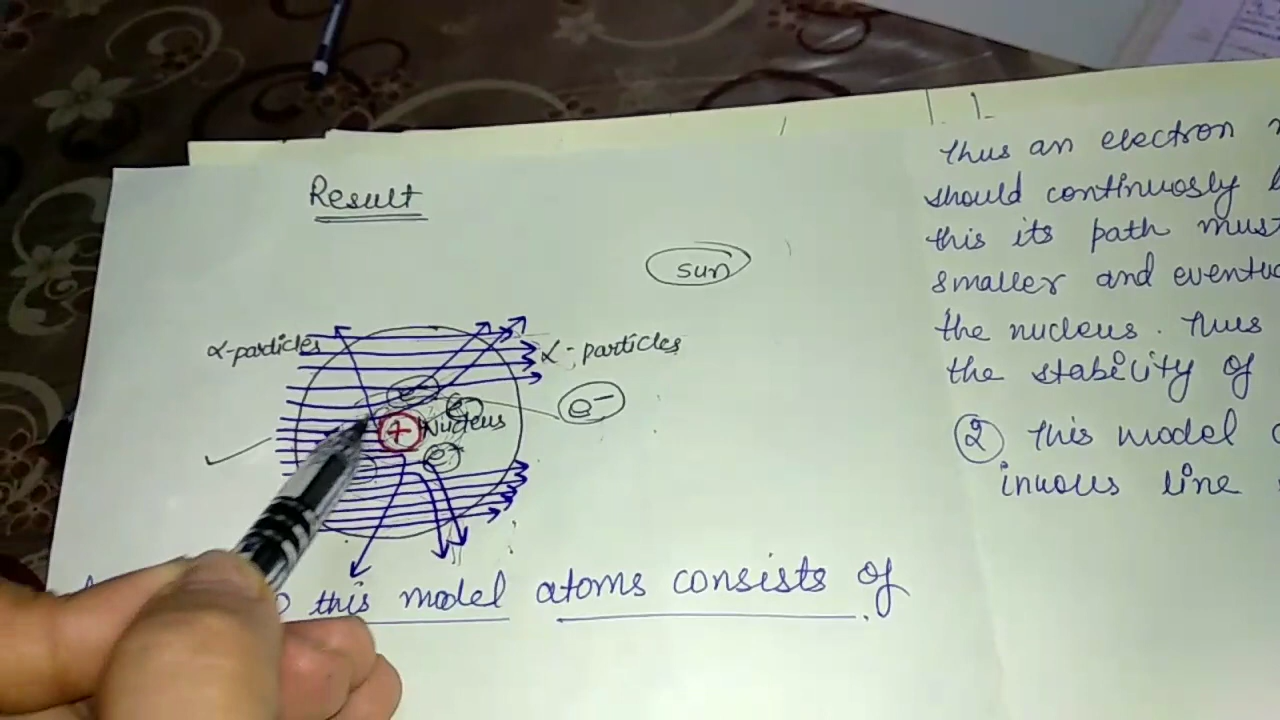 Result
sun
α-particles
α-particles
e
e
e⁻
+ Nucleus
e⁻
this model atoms consists of
thus an electron
should continuosly
this its path must
smaller and eventua
the nucleus. thus
the stability of
② this model
inuous line